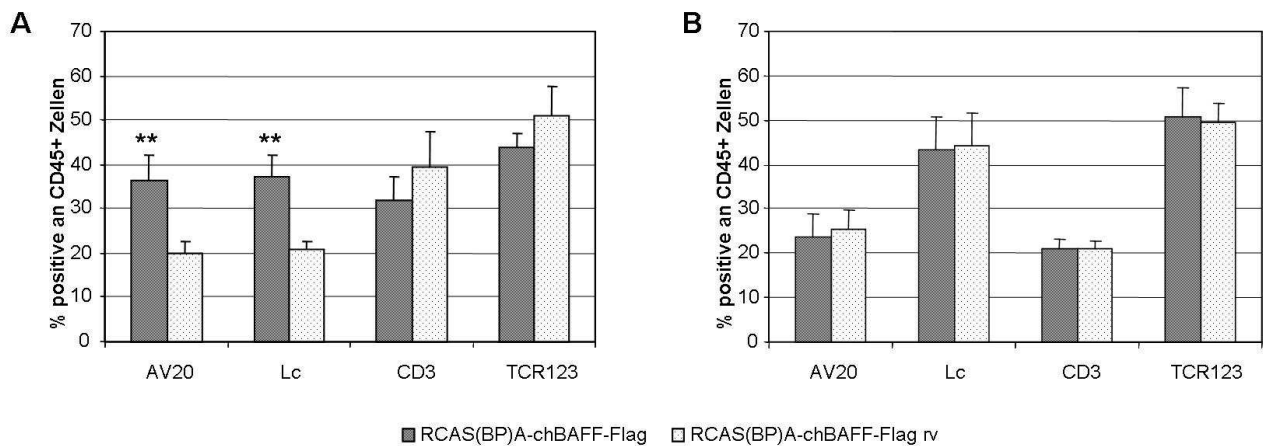 A
% positive an CD45+ Zellen
70
60
50
40
30
20
10
0
**
**
AV20 Lc CD3 TCR123
B
% positive an CD45+ Zellen
70
60
50
40
30
20
10
0
AV20 Lc CD3 TCR123
RCAS(BP)A-chBAFF-Flag RCAS(BP)A-chBAFF-Flag rv